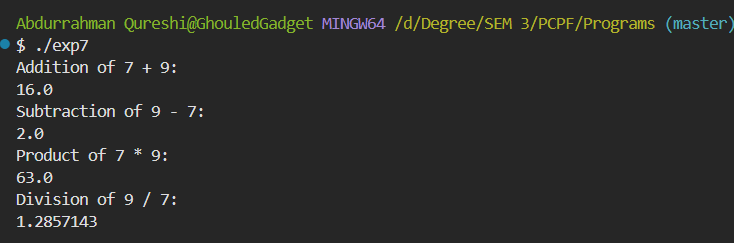 Abdurrahman Qureshi@GhouledGadget MINGW64 /d/Degree/SEM 3/PCPF/Programs (master)
$ ./exp7
Addition of 7 + 9:
16.0
Subtraction of 9 - 7:
2.0
Product of 7 * 9:
63.0
Division of 9 / 7:
1.2857143